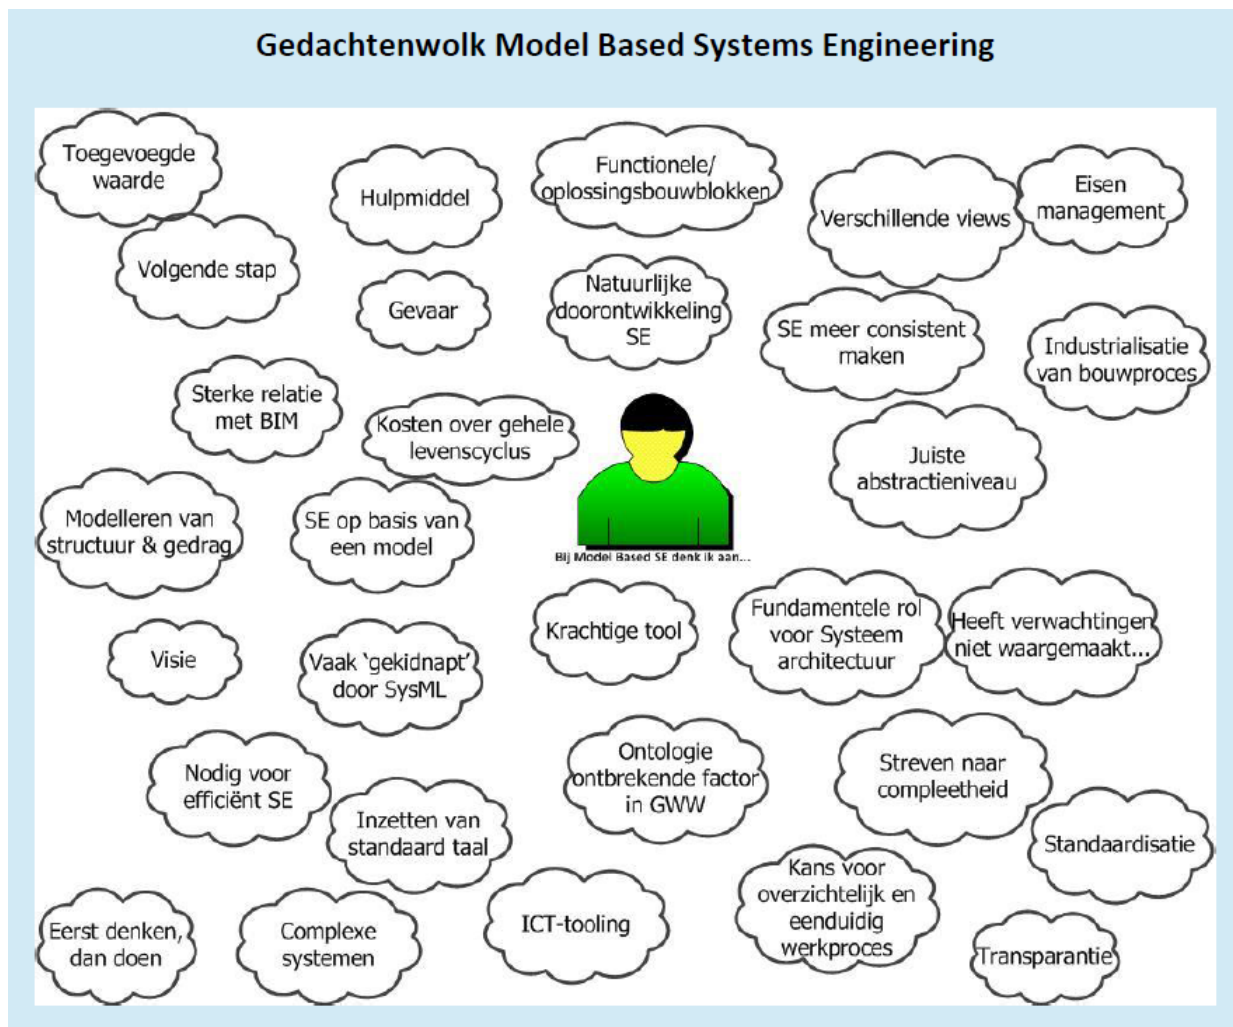 Gedachtenwolk Model Based Systems Engineering
Toegevoegde
waarde
Hulpmiddel
Functionele/
oplossingsbouwblokken
Verschillende views
Eisen
management
Volgende stap
Gevaar
Natuurlijke
doorontwikkeling
SE
SE meer consistent
maken
Industrialisatie
van bouwproces
Sterke relatie
met BIM
Kosten over gehele
levenscyclus
Juiste
abstractieniveau
Modelleren van
structuur & gedrag
SE op basis van
een model
Bij Model Based SE denk ik aan...
Visie
Vaak ‘gekidnapt’
door SysML
Krachtige tool
Fundamentele rol
voor Systeem
architectuur
Heeft verwachtingen
niet waargemaakt...
Nodig voor
efficiënt SE
Inzetten van
standaard taal
Ontologie
ontbrekende factor
in GWW
Streven naar
compleetheid
Standaardisatie
Eerst denken,
dan doen
Complexe
systemen
ICT-tooling
Kans voor
overzichtelijk en
eenduidig
werkproces
Transparantie